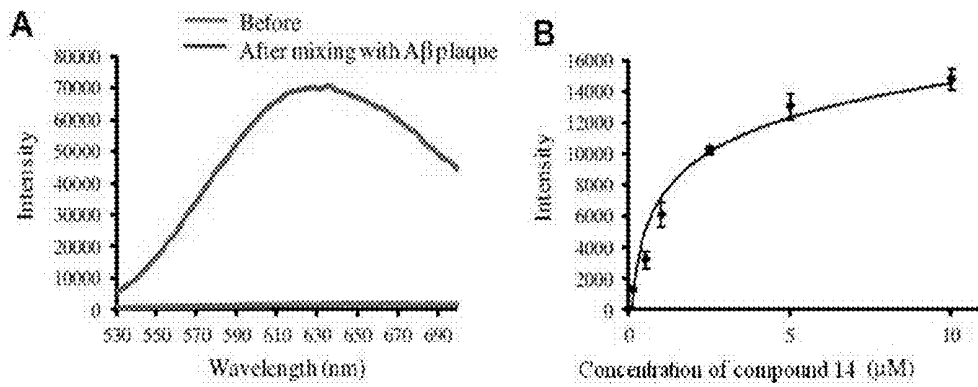 A
Before
After mixing with Aβ plaque
80000
70000
60000
50000
40000
30000
20000
10000
0
Intensity
530 550 570 590 610 630 650 670 690
Wavelength (nm)
B
16000
14000
12000
10000
8000
6000
4000
2000
0
Intensity
0 5 10
Concentration of compound 14 (μM)